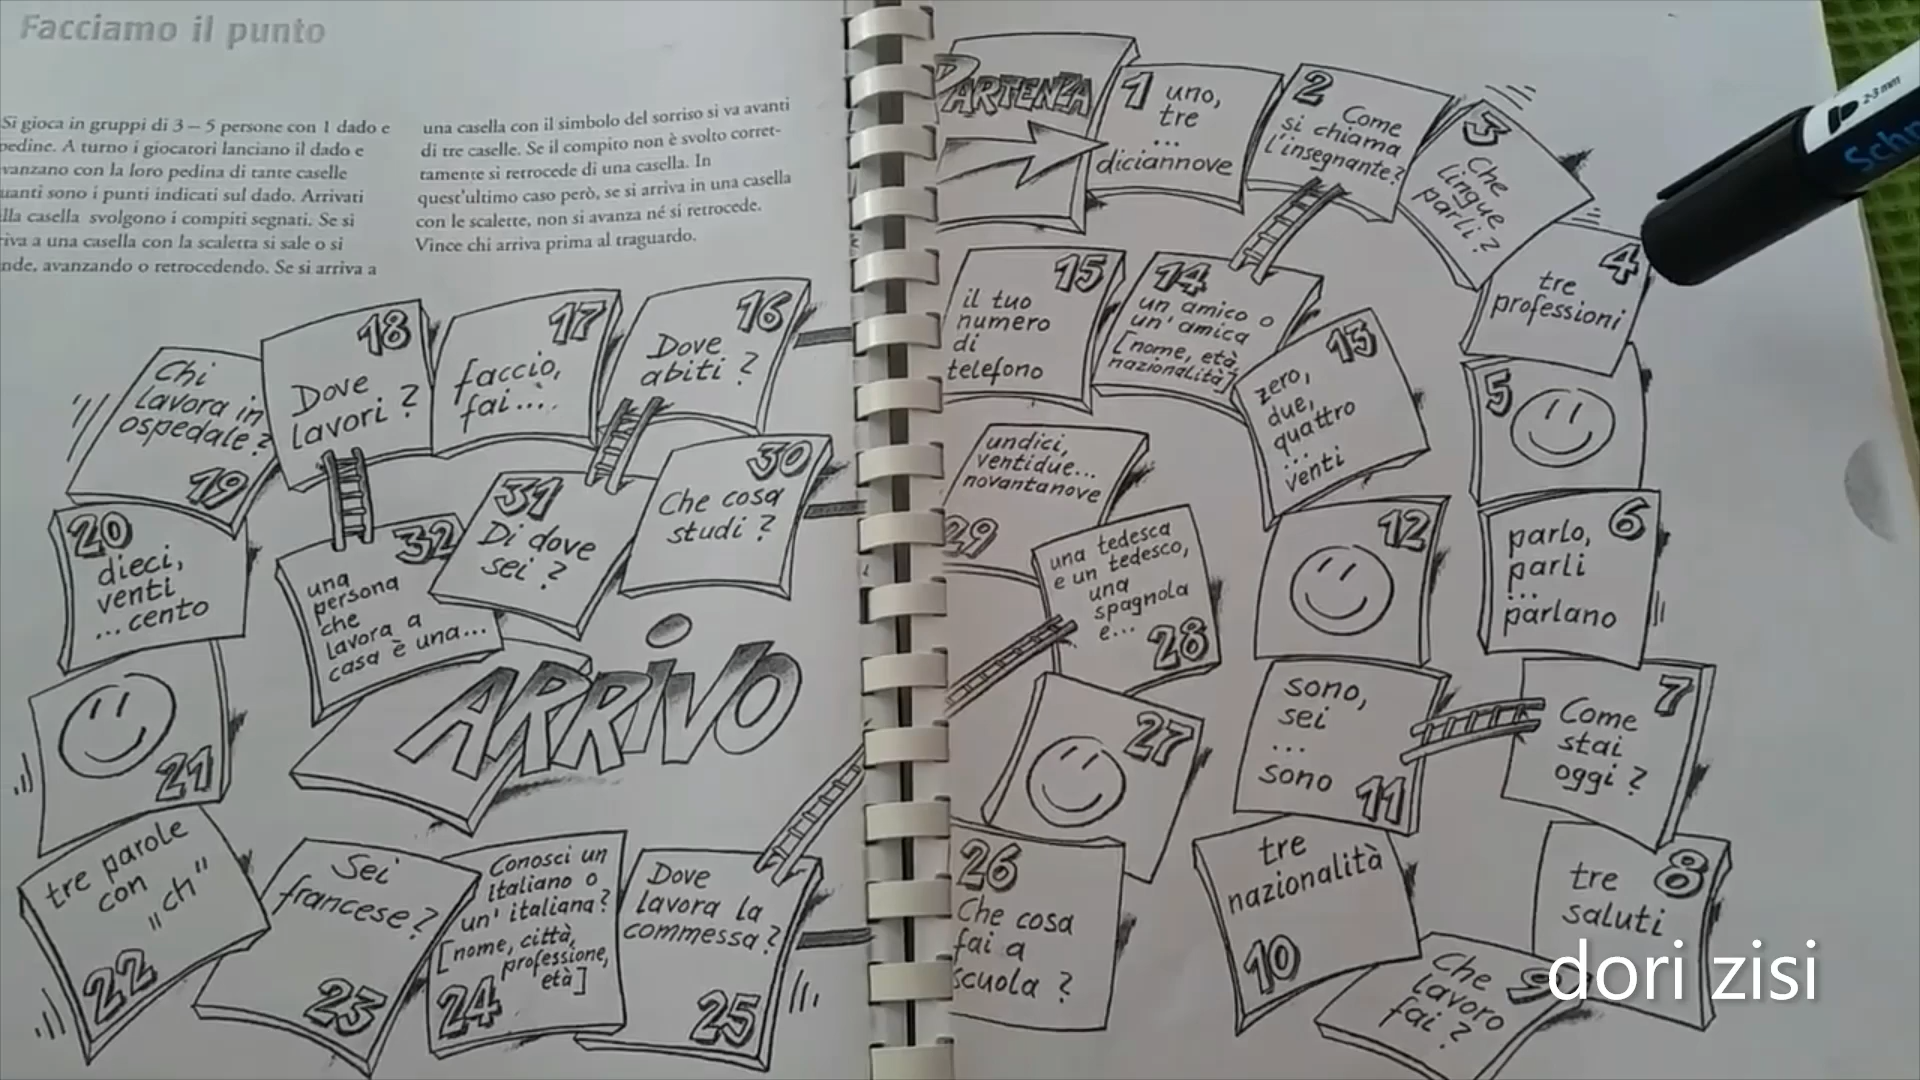 Facciamo il punto
Si gioca in gruppi di 3 – 5 persone con 1 dado e
pedine. A turno i giocatori lanciano il dado e
vanzano con la loro pedina di tante caselle
uanti sono i punti indicati sul dado. Arrivati
lla casella svolgono i compiti segnati. Se si
riva a una casella con la scaletta si sale o si
nde, avanzando o retrocedendo. Se si arriva a
una casella con il simbolo del sorriso si va avanti
di tre caselle. Se il compito non è svolto corret-
tamente si retrocede di una casella. In
quest'ultimo caso però, se si arriva in una casella
con le scalette, non si avanza né si retrocede.
Vince chi arriva prima al traguardo.
PARTENZA
1 uno,
tre
...
diciannove
2 Come
si chiama
l'insegnante?
3 Che
lingue
parli?
4
tre
professioni
5
6
parlo,
parli
...
parlano
7
Come
stai
oggi?
8
tre
saluti
Che 9
lavoro
fai?
tre
nazionalità
10
sono,
sei
...
sono 11
12
13
zero,
due,
quattro
...
venti
14
un amico o
un'amica
[nome, età,
nazionalità]
15
il tuo
numero
di
telefono
16
Dove
abiti?
17
faccio,
fai....
18
Dove
lavori?
Chi
lavora in
ospedale?
19
20
dieci,
venti
...cento
21
tre parole
con
"ch"
22
Sei
francese?
23
Conosci un
italiano o
un'italiana?
[nome, città,
professione,
età]
24
Dove
lavora la
commessa?
25
26
Che cosa
fai a
scuola?
27
una tedesca
e un tedesco,
una
spagnola
e... 28
undici,
ventidue...
novantanove
29
30
Che cosa
studi?
31
Di dove
sei?
32
una
persona
che
lavora a
casa è una...
ARRIVO
2-3 mm
Schn
dori zisi